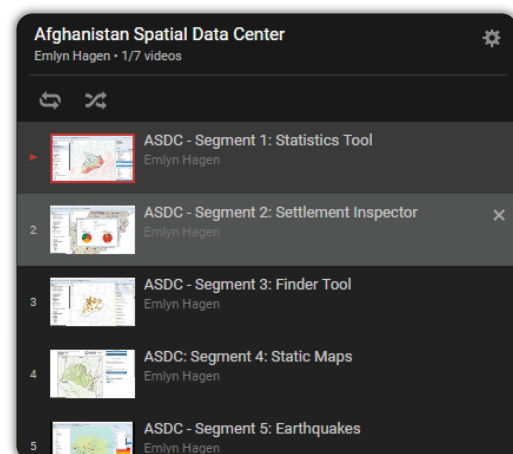 Afghanistan Spatial Data Center
Emlyn Hagen • 1/7 videos
ASDC - Segment 1: Statistics Tool
Emlyn Hagen
2
ASDC - Segment 2: Settlement Inspector
Emlyn Hagen
3
ASDC - Segment 3: Finder Tool
Emlyn Hagen
4
ASDC: Segment 4: Static Maps
Emlyn Hagen
5
ASDC - Segment 5: Earthquakes
Emlyn Hagen